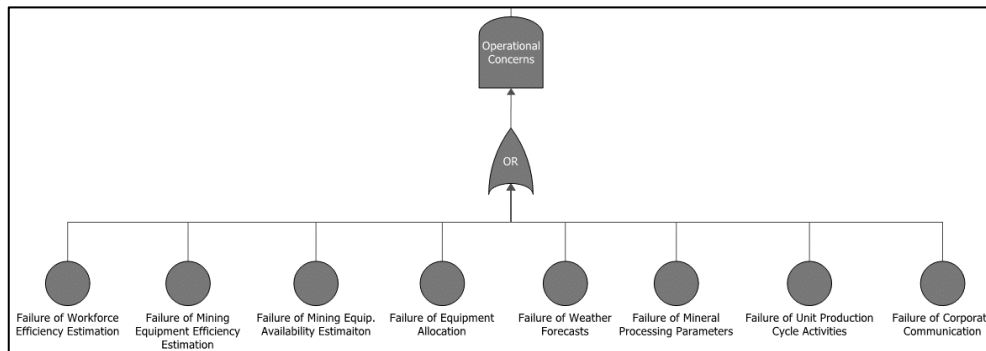 Operational
Concerns
OR
Failure of Workforce
Efficiency Estimation
Failure of Mining
Equipment Efficiency
Estimation
Failure of Mining Equip.
Availability Estimaiton
Failure of Equipment
Allocation
Failure of Weather
Forecasts
Failure of Mineral
Processing Parameters
Failure of Unit Production
Cycle Activities
Failure of Corporat
Communication